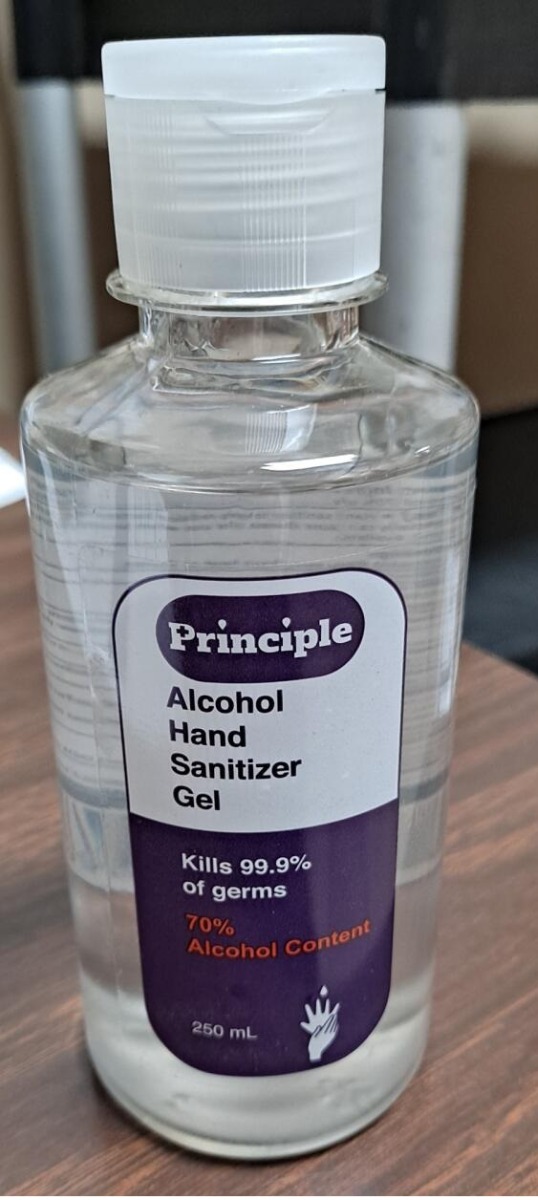 Principle
Alcohol
Hand
Sanitizer
Gel
Kills 99.9%
of germs
70%
Alcohol Content
250 mL